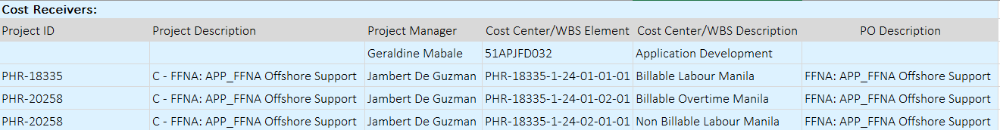 Cost Receivers:
Project ID Project Description Project Manager Cost Center/WBS Element Cost Center/WBS Description PO Description
Geraldine Mabale 51APJFD032 Application Development
PHR-18335 C - FFNA: APP_FFNA Offshore Support Jambert De Guzman PHR-18335-1-24-01-01-01 Billable Labour Manila FFNA: APP_FFNA Offshore Support
PHR-20258 C - FFNA: APP_FFNA Offshore Support Jambert De Guzman PHR-18335-1-24-01-02-01 Billable Overtime Manila FFNA: APP_FFNA Offshore Support
PHR-20258 C - FFNA: APP_FFNA Offshore Support Jambert De Guzman PHR-18335-1-24-02-01-01 Non Billable Labour Manila FFNA: APP_FFNA Offshore Support